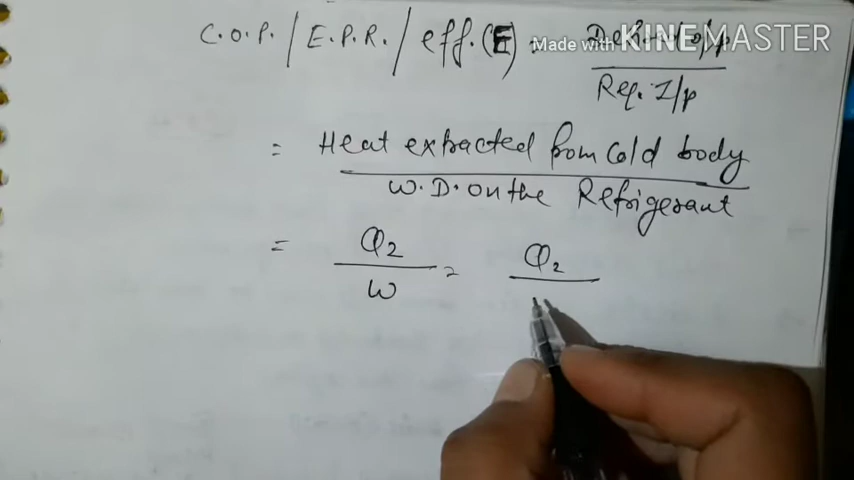 C.O.P. / E.P.R. / eff.(E) = Made with KINEMASTER o/p
Req. I/p
= Heat extracted from Cold body
W.D. on the Refrigerant
= Q2 = Q2
W